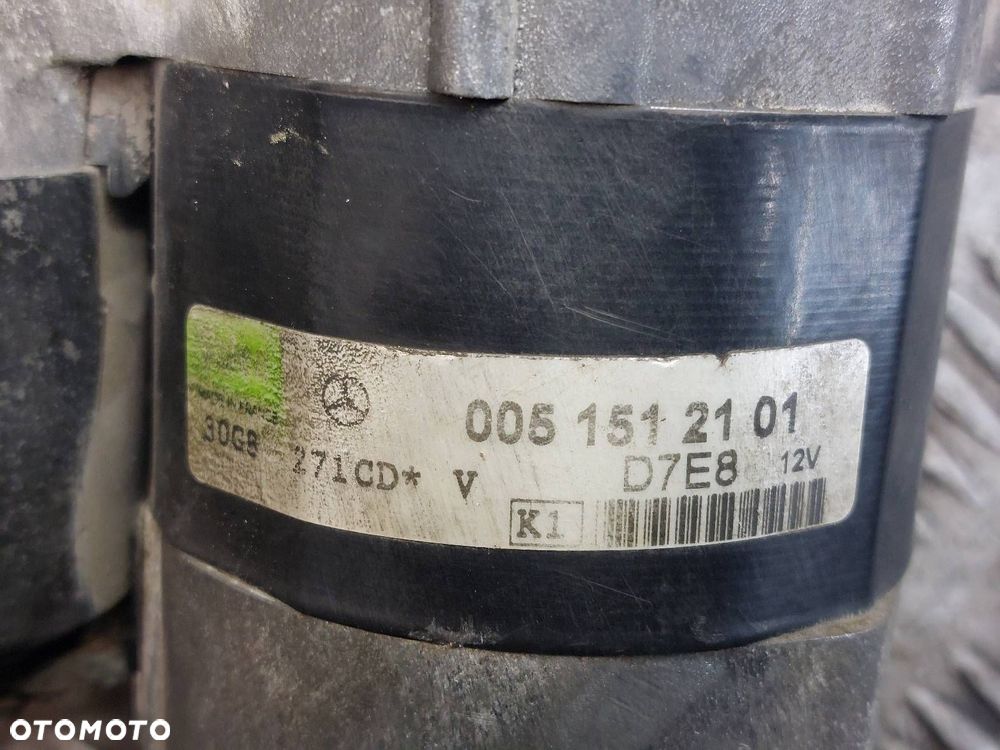 005 151 21 01
30G8 271CD* V D7E8 12V
K1
OTOMOTO